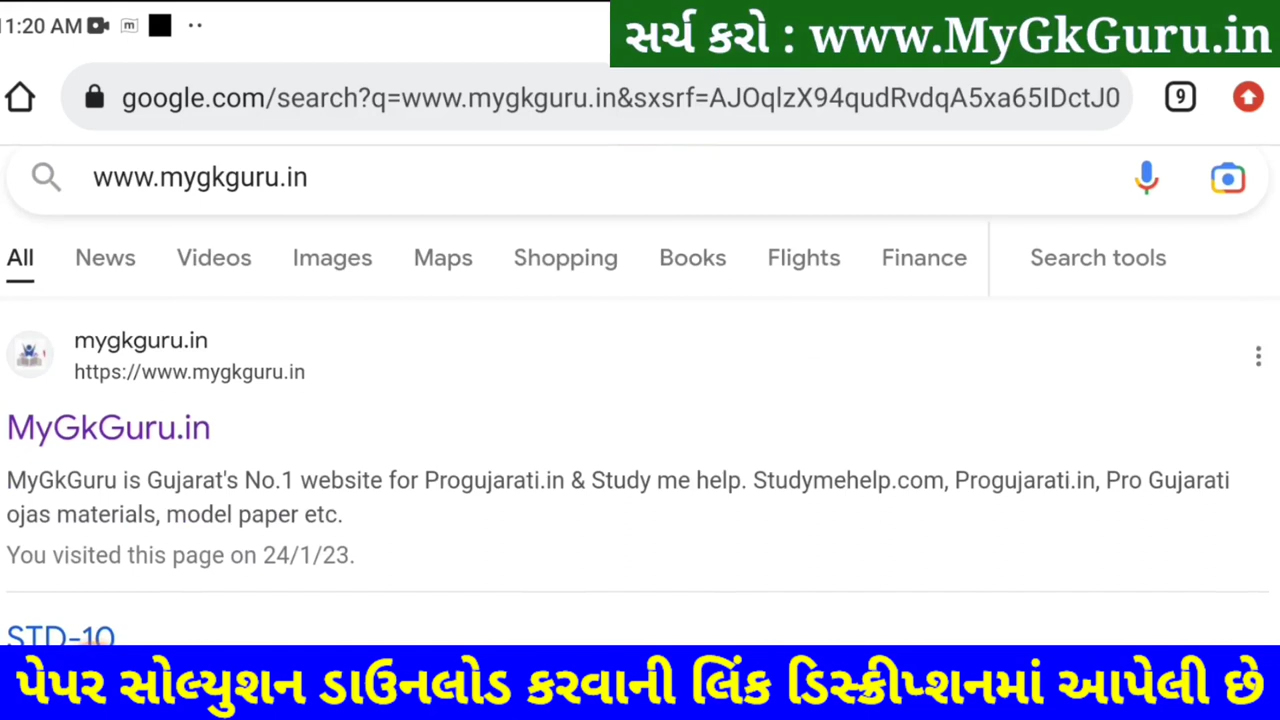 11:20 AM
સર્ચ કરો : www.MyGkGuru.in
google.com/search?q=www.mygkguru.in&sxsrf=AJOqlzX94qudRvdqA5xa65IDctJ0
9
www.mygkguru.in
All News Videos Images Maps Shopping Books Flights Finance Search tools
mygkguru.in
https://www.mygkguru.in
MyGkGuru.in
MyGkGuru is Gujarat's No.1 website for Progujarati.in & Study me help. Studymehelp.com, Progujarati.in, Pro Gujarati
ojas materials, model paper etc.
You visited this page on 24/1/23.
STD-10
પેપર સોલ્યુશન ડાઉનલોડ કરવાની લિંક ડિસ્ક્રીપ્શનમાં આપેલી છે